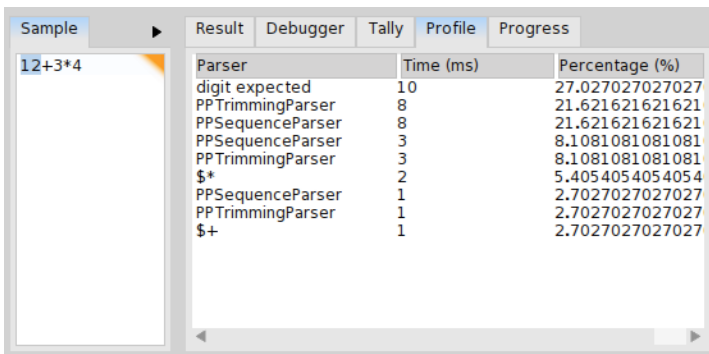 Sample
Result Debugger Tally Profile Progress
12+3*4
Parser Time (ms) Percentage (%)
digit expected 10 27.027027027027
PPTrimmingParser 8 21.621621621621
PPSequenceParser 8 21.621621621621
PPSequenceParser 3 8.1081081081081
PPTrimmingParser 3 8.1081081081081
$* 2 5.4054054054054
PPSequenceParser 1 2.7027027027027
PPTrimmingParser 1 2.7027027027027
$+ 1 2.7027027027027